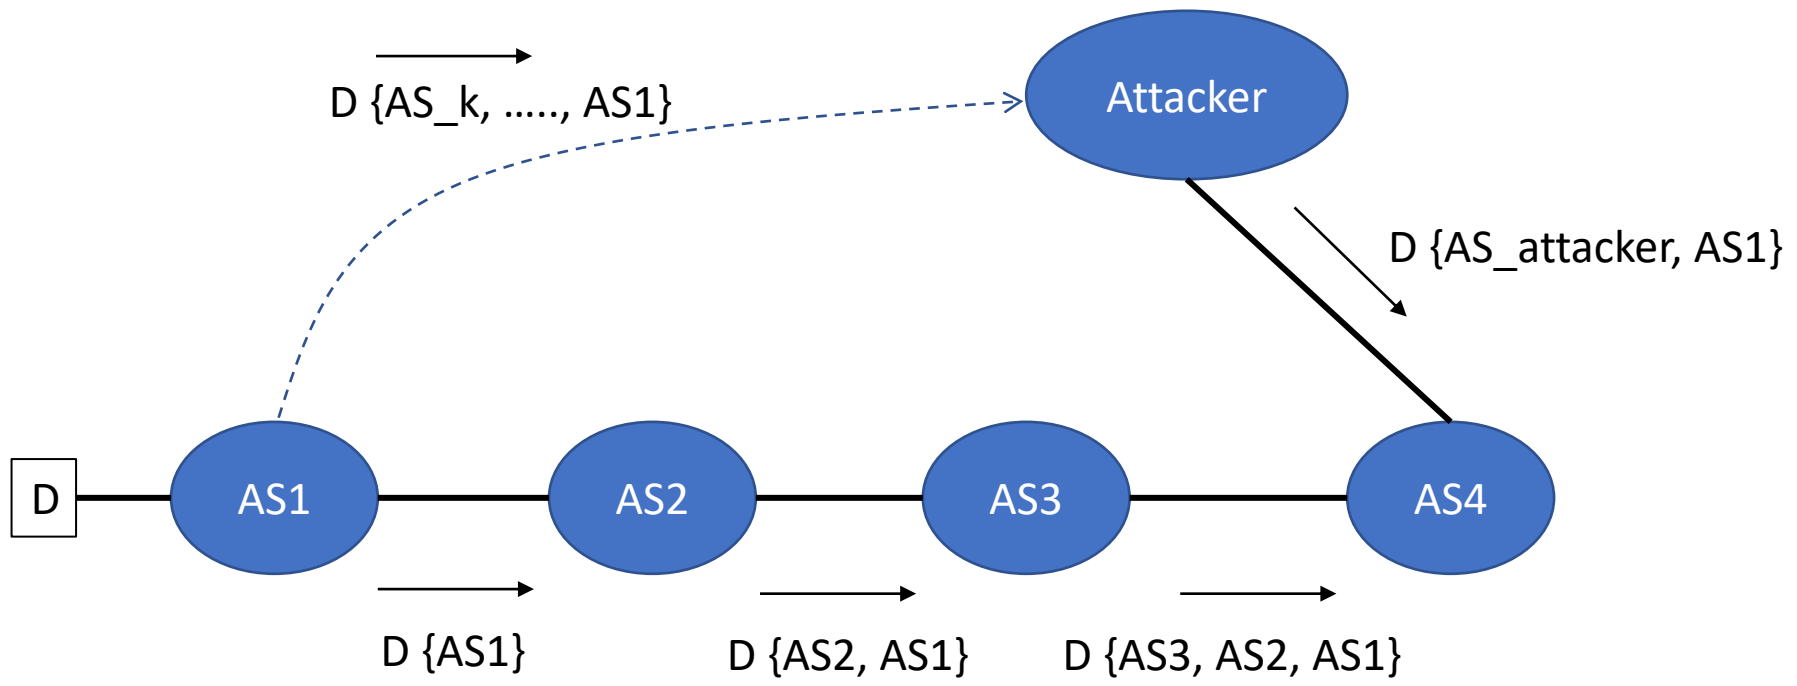 D {AS_k, ....., AS1}
Attacker
D {AS_attacker, AS1}
D
AS1
AS2
AS3
AS4
D {AS1}
D {AS2, AS1}
D {AS3, AS2, AS1}